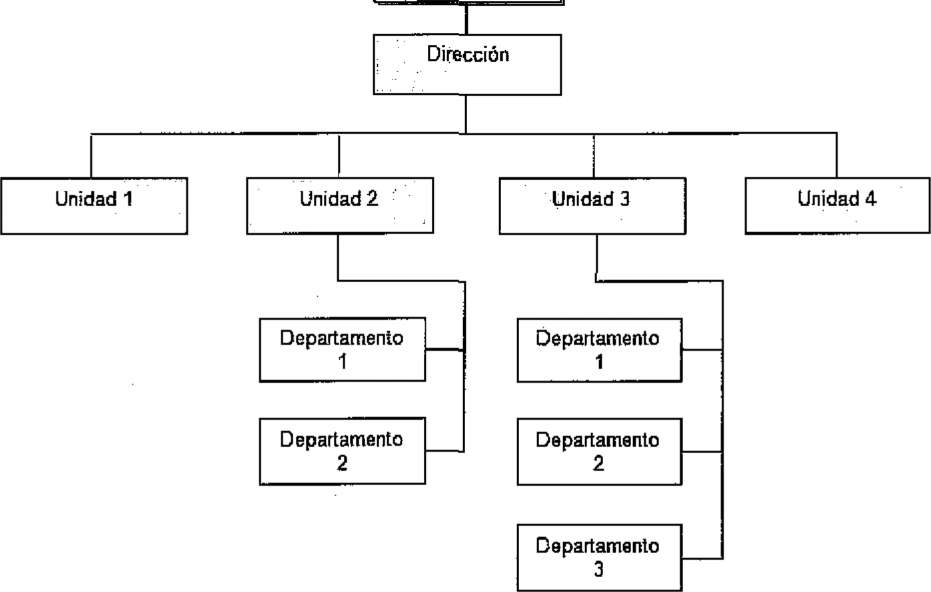 Dirección
Unidad 1
Unidad 2
Unidad 3
Unidad 4
Departamento
1
Departamento
2
Departamento
1
Departamento
2
Departamento
3